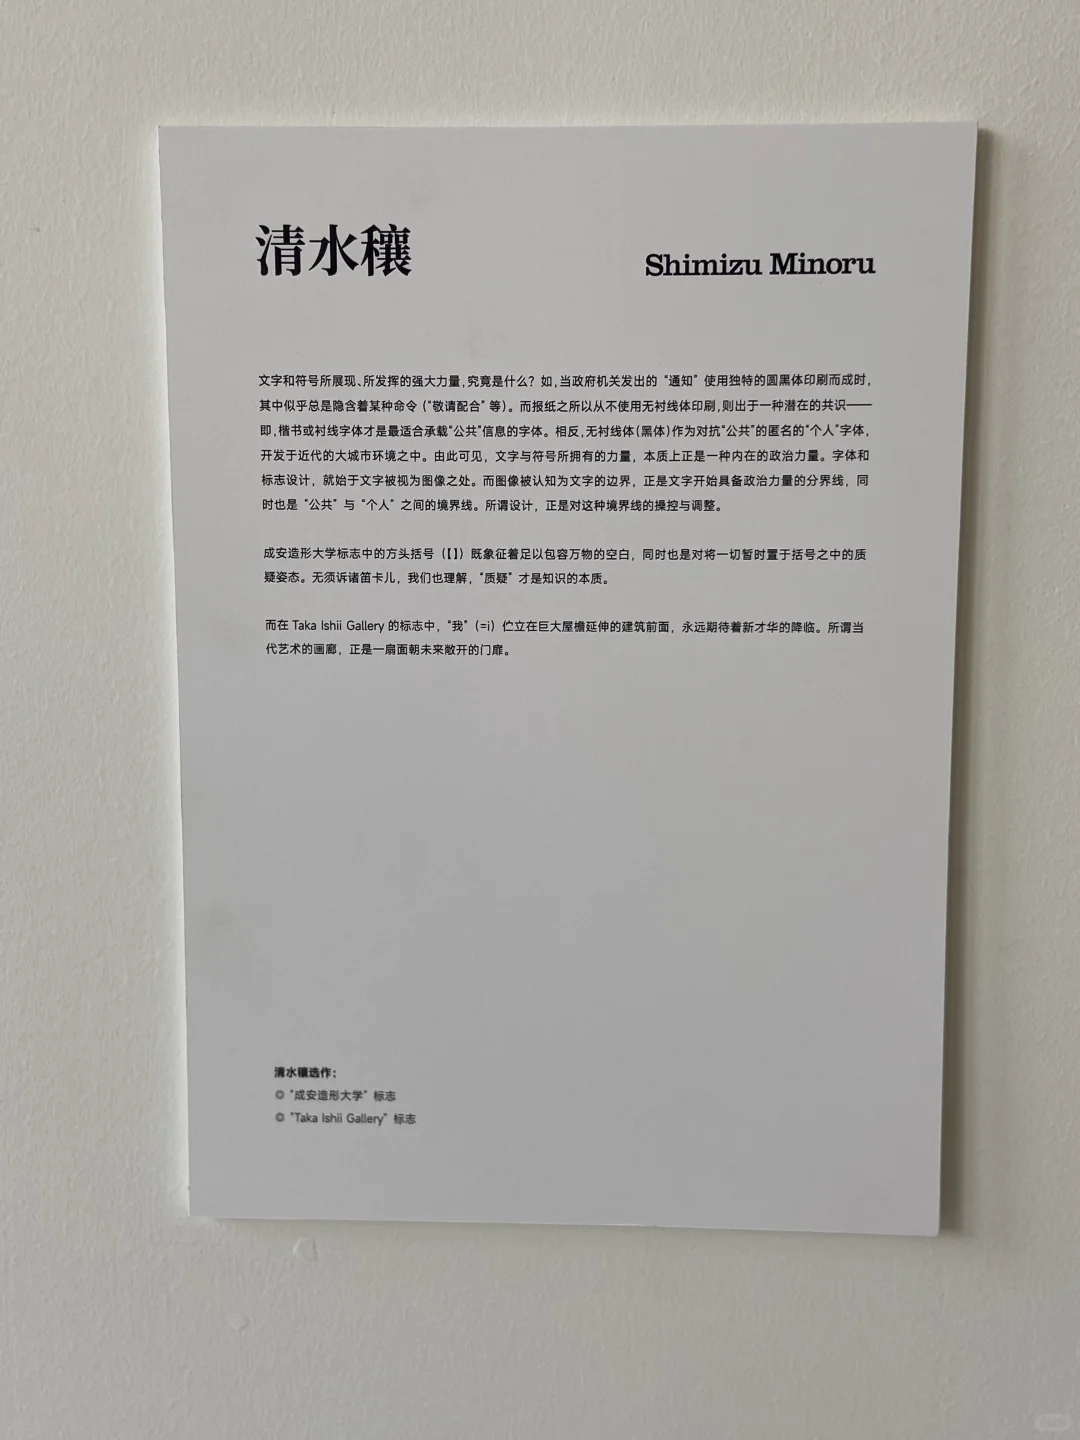 清水穰
Shimizu Minoru
文字和符号所展现、所发挥的强大力量，究竟是什么？如，当政府机关发出的“通知”使用独特的圆黑体印刷而成时，
其中似乎总是隐含着某种命令（“敬请配合”等）。而报纸之所以从不使用无衬线体印刷，则出于一种潜在的共识——
即，楷书或衬线字体才是最适合承载“公共”信息的字体。相反，无衬线体（黑体）作为对抗“公共”的匿名的“个人”字体，
开发于近代的大城市环境之中。由此可见，文字与符号所拥有的力量，本质上正是一种内在的政治力量。字体和
标志设计，就始于文字被视为图像之处。而图像被认知为文字的边界，正是文字开始具备政治力量的分界线，同
时也是“公共”与“个人”之间的境界线。所谓设计，正是对这种境界线的操控与调整。
成安造形大学标志中的方头括号（【】）既象征着足以包容万物的空白，同时也是对将一切暂时置于括号之中的质
疑姿态。无须诉诸笛卡儿，我们也理解，“质疑”才是知识的本质。
而在 Taka Ishii Gallery 的标志中，“我”（=i）伫立在巨大屋檐延伸的建筑前面，永远期待着新才华的降临。所谓当
代艺术的画廊，正是一扇面朝未来敞开的门扉。
清水穰选作：
◎ “成安造形大学” 标志
◎ “Taka Ishii Gallery” 标志